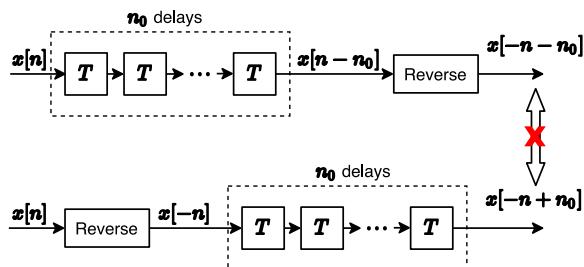 n₀ delays
x[n] T T ··· T x[n − n₀] Reverse x[−n − n₀]
n₀ delays
x[n] Reverse x[−n] T T ··· T x[−n + n₀]